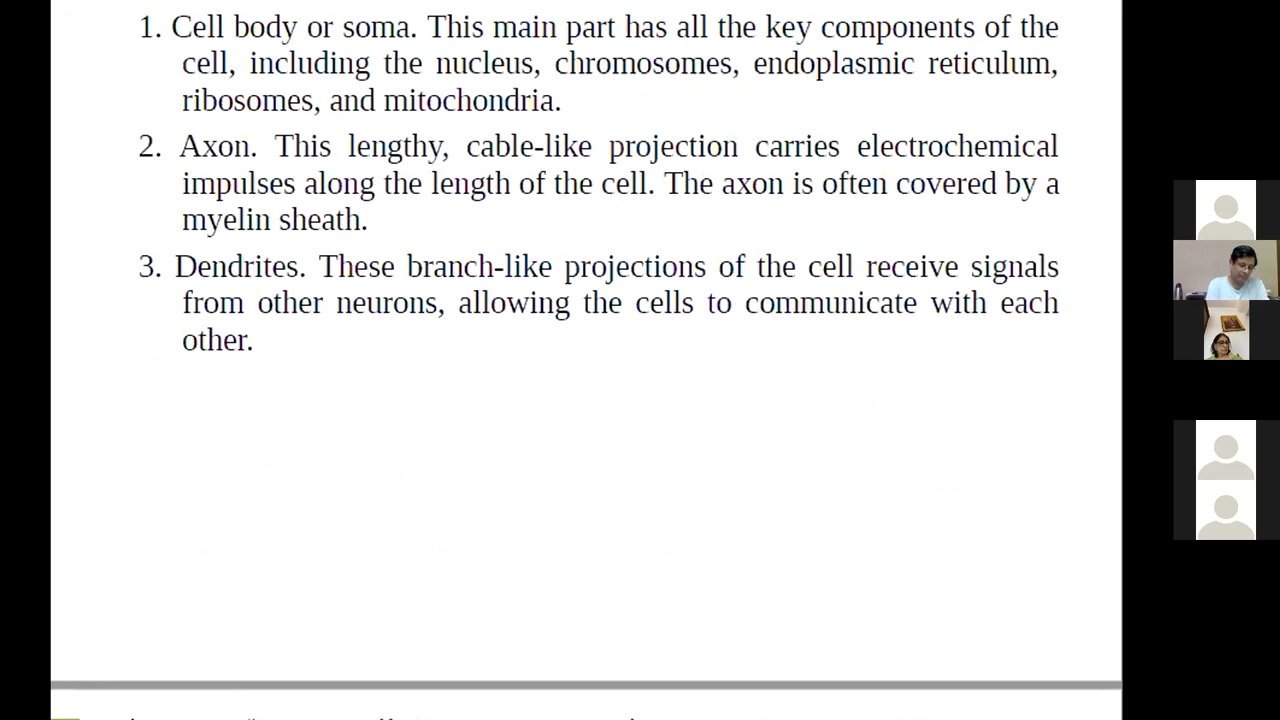 1. Cell body or soma. This main part has all the key components of the
cell, including the nucleus, chromosomes, endoplasmic reticulum,
ribosomes, and mitochondria.
2. Axon. This lengthy, cable-like projection carries electrochemical
impulses along the length of the cell. The axon is often covered by a
myelin sheath.
3. Dendrites. These branch-like projections of the cell receive signals
from other neurons, allowing the cells to communicate with each
other.